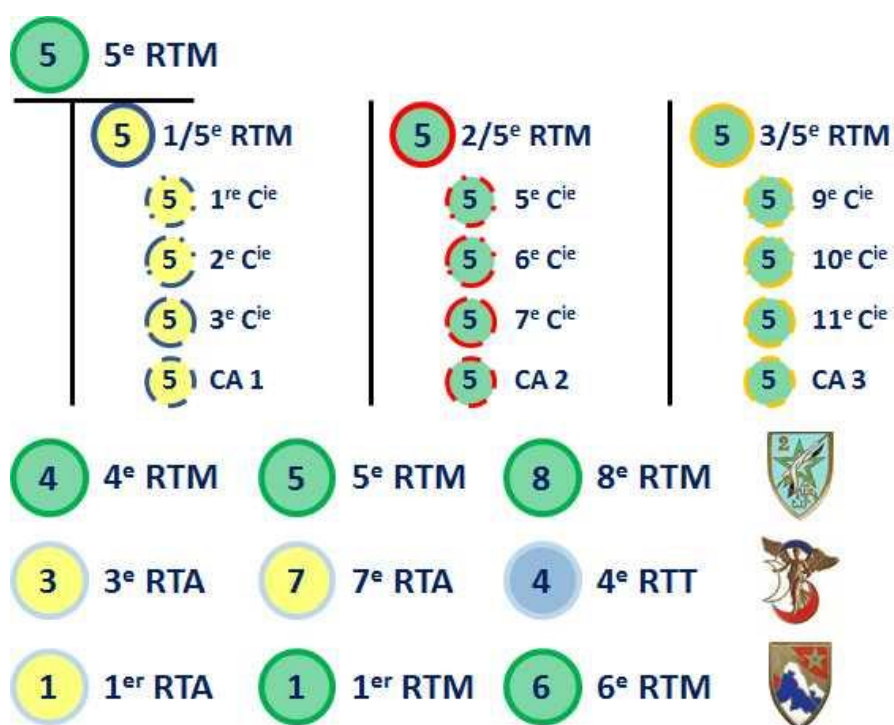 5 5ᵉ RTM
5 1/5ᵉ RTM 5 2/5ᵉ RTM 5 3/5ᵉ RTM
5 1ʳᵉ Cⁱᵉ 5 5ᵉ Cⁱᵉ 5 9ᵉ Cⁱᵉ
5 2ᵉ Cⁱᵉ 5 6ᵉ Cⁱᵉ 5 10ᵉ Cⁱᵉ
5 3ᵉ Cⁱᵉ 5 7ᵉ Cⁱᵉ 5 11ᵉ Cⁱᵉ
5 CA 1 5 CA 2 5 CA 3
4 4ᵉ RTM 5 5ᵉ RTM 8 8ᵉ RTM 2
3 3ᵉ RTA 7 7ᵉ RTA 4 4ᵉ RTT
1 1ᵉʳ RTA 1 1ᵉʳ RTM 6 6ᵉ RTM